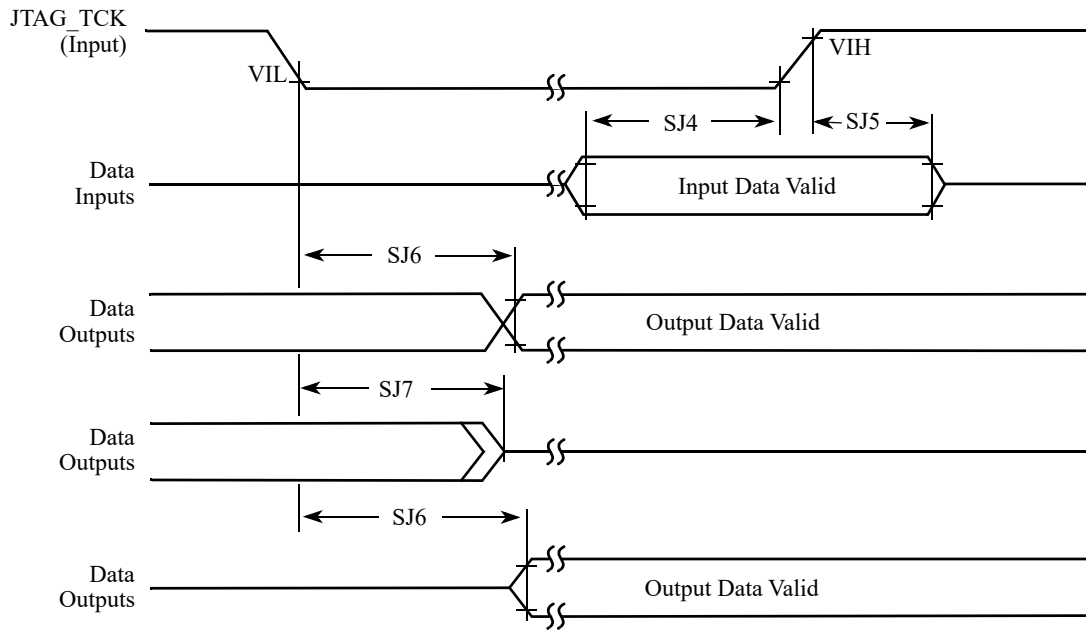 JTAG_TCK
(Input)
VIL
VIH
SJ4
SJ5
Data
Inputs
Input Data Valid
SJ6
Data
Outputs
Output Data Valid
SJ7
Data
Outputs
SJ6
Data
Outputs
Output Data Valid